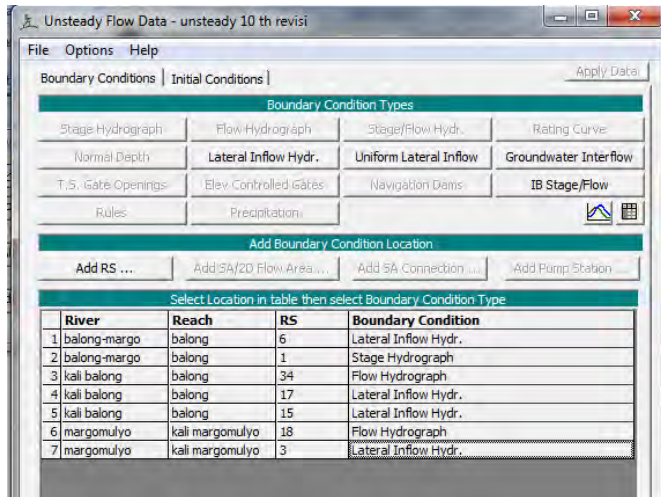 Unsteady Flow Data - unsteady 10 th revisi
File Options Help
Boundary Conditions Initial Conditions Apply Data
Boundary Condition Types
Stage Hydrograph Flow Hydrograph Stage/Flow Hydr. Rating Curve
Normal Depth Lateral Inflow Hydr. Uniform Lateral Inflow Groundwater Interflow
T.S. Gate Openings Elev Controlled Gates Navigation Dams IB Stage/Flow
Rules Precipitation
Add Boundary Condition Location
Add RS ... Add SA/2D Flow Area ... Add SA Connection ... Add Pump Station ...
Select Location in table then select Boundary Condition Type
River Reach RS Boundary Condition
1 balong-margo balong 6 Lateral Inflow Hydr.
2 balong-margo balong 1 Stage Hydrograph
3 kali balong balong 34 Flow Hydrograph
4 kali balong balong 17 Lateral Inflow Hydr.
5 kali balong balong 15 Lateral Inflow Hydr.
6 margomulyo kali margomulyo 18 Flow Hydrograph
7 margomulyo kali margomulyo 3 Lateral Inflow Hydr.